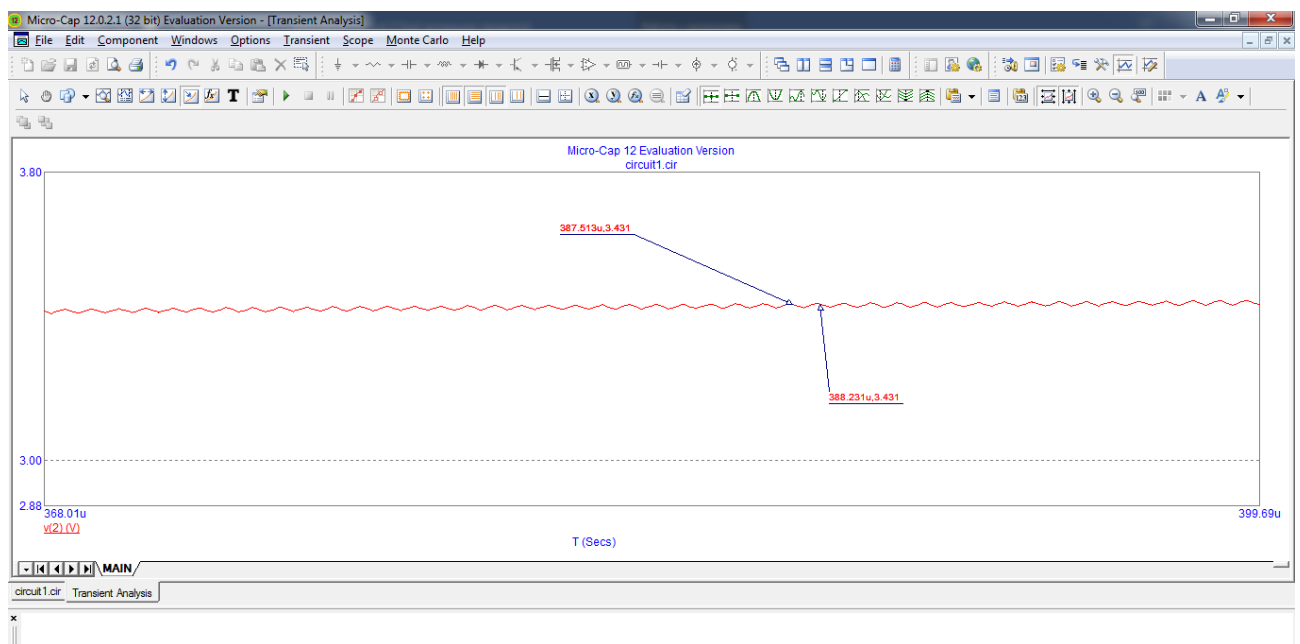 Micro-Cap 12.0.2.1 (32 bit) Evaluation Version - [Transient Analysis]
File Edit Component Windows Options Transient Scope Monte Carlo Help
Micro-Cap 12 Evaluation Version
circuit1.cir
3.80
387.513u,3.431
388.231u,3.431
3.00
2.88
368.01u 399.69u
v(2) (V)
T (Secs)
MAIN
circuit1.cir Transient Analysis